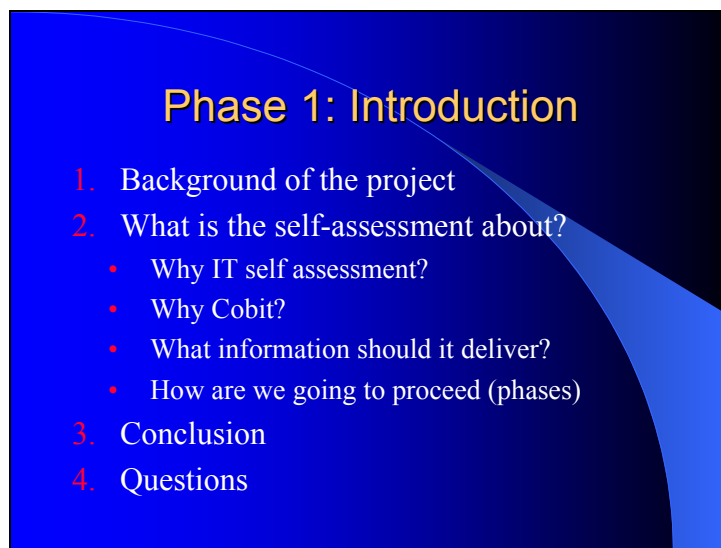 Phase 1: Introduction
1. Background of the project
2. What is the self-assessment about?
• Why IT self assessment?
• Why Cobit?
• What information should it deliver?
• How are we going to proceed (phases)
3. Conclusion
4. Questions